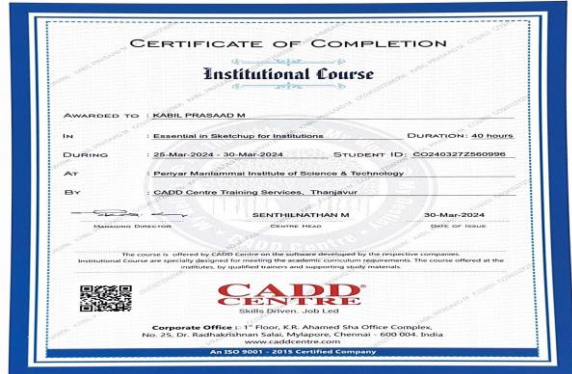 CERTIFICATE OF COMPLETION
Institutional Course
AWARDED TO : KABIL PRASAAD M
IN : Essential in Sketchup for Institutions DURATION: 40 hours
DURING : 25-Mar-2024 - 30-Mar-2024 STUDENT ID: CO240327Z560996
AT : Periyar Maniammai Institute of Science & Technology
BY : CADD Centre Training Services, Thanjavur
SENTHILNATHAN M 30-Mar-2024
MANAGING DIRECTOR CENTRE HEAD DATE OF ISSUE
The course is offered by CADD Centre on the software developed by the respective companies.
Institutional Course are specially designed for meeting the academic curriculum requirements. The course offered at the
institutes, by qualified trainers and supporting study materials.
CADD
CENTRE
Skills Driven. Job Led
Corporate Office : 1st Floor, K.R. Ahamed Sha Office Complex,
No. 25, Dr. Radhakrishnan Salai, Mylapore, Chennai - 600 004. India
www.caddcentre.com
An ISO 9001 - 2015 Certified Company